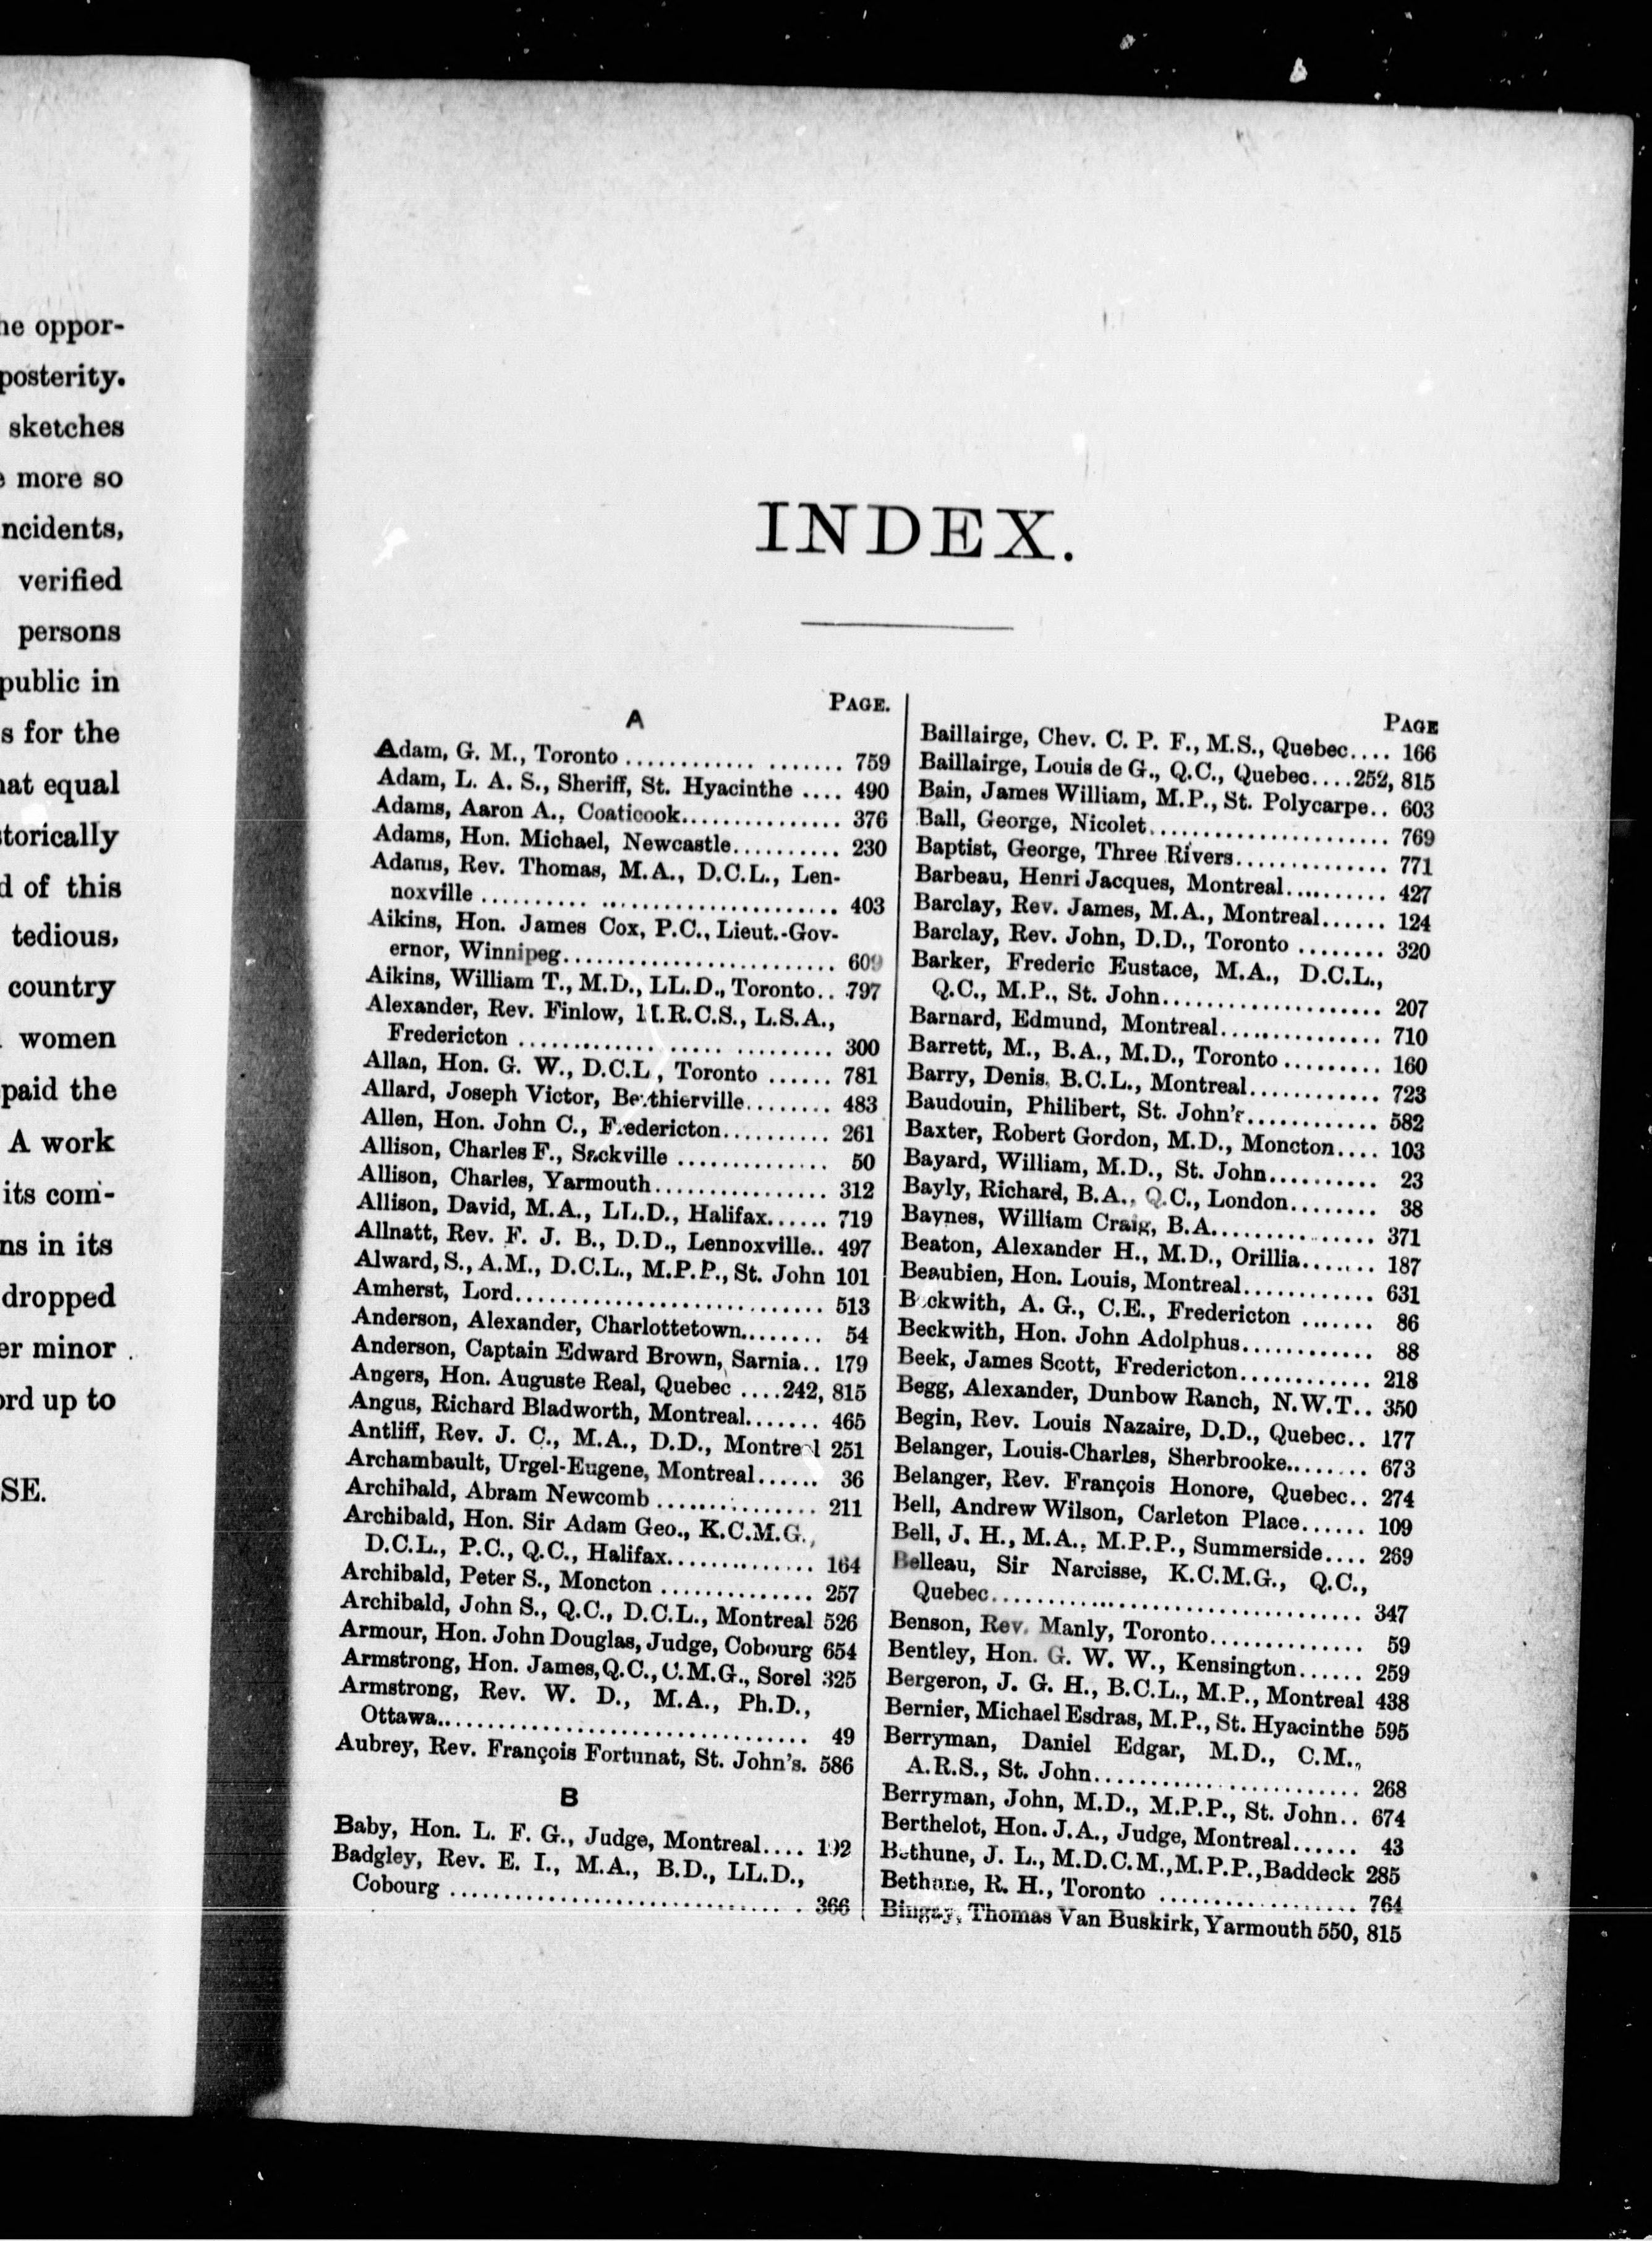 he oppor-
posterity.
sketches
more so
ncidents,
verified
persons
public in
s for the
hat equal
torically
d of this
tedious,
country
women
paid the
A work
its com-
ns in its
dropped
er minor
ord up to
SE.
INDEX.
PAGE.
A
Adam, G. M., Toronto ............ ....... 759
Adam, L. A. S., Sheriff, St. Hyacinthe .... 490
Adams, Aaron A., Coaticook............... 376
Adams, Hon. Michael, Newcastle.......... 230
Adams, Rev. Thomas, M.A., D.C.L., Len-
noxville .................................. 403
Aikins, Hon. James Cox, P.C., Lieut.-Gov-
ernor, Winnipeg......................... 609
Aikins, William T., M.D., LL.D., Toronto.. 797
Alexander, Rev. Finlow, M.R.C.S., L.S.A.,
Fredericton .............................. 300
Allan, Hon. G. W., D.C.L , Toronto ...... 781
Allard, Joseph Victor, Berthierville........ 483
Allen, Hon. John C., Fredericton.......... 261
Allison, Charles F., Sackville .............. 50
Allison, Charles, Yarmouth................ 312
Allison, David, M.A., LL.D., Halifax...... 719
Allnatt, Rev. F. J. B., D.D., Lennoxville.. 497
Alward, S., A.M., D.C.L., M.P.P., St. John 101
Amherst, Lord............................. 513
Anderson, Alexander, Charlottetown........ 54
Anderson, Captain Edward Brown, Sarnia.. 179
Angers, Hon. Auguste Real, Quebec ....242, 815
Angus, Richard Bladworth, Montreal....... 465
Antliff, Rev. J. C., M.A., D.D., Montreal 251
Archambault, Urgel-Eugene, Montreal...... 36
Archibald, Abram Newcomb ............... 211
Archibald, Hon. Sir Adam Geo., K.C.M.G.,
D.C.L., P.C., Q.C., Halifax.............. 164
Archibald, Peter S., Moncton .............. 257
Archibald, John S., Q.C., D.C.L., Montreal 526
Armour, Hon. John Douglas, Judge, Cobourg 654
Armstrong, Hon. James, Q.C., C.M.G., Sorel 325
Armstrong, Rev. W. D., M.A., Ph.D.,
Ottawa................................... 49
Aubrey, Rev. François Fortunat, St. John's. 586
B
Baby, Hon. L. F. G., Judge, Montreal.... 192
Badgley, Rev. E. I., M.A., B.D., LL.D.,
Cobourg ................................. 366
PAGE
Baillairge, Chev. C. P. F., M.S., Quebec.... 166
Baillairge, Louis de G., Q.C., Quebec....252, 815
Bain, James William, M.P., St. Polycarpe.. 603
Ball, George, Nicolet....................... 769
Baptist, George, Three Rivers.............. 771
Barbeau, Henri Jacques, Montreal.......... 427
Barclay, Rev. James, M.A., Montreal...... 124
Barclay, Rev. John, D.D., Toronto ........ 320
Barker, Frederic Eustace, M.A., D.C.L.,
Q.C., M.P., St. John..................... 207
Barnard, Edmund, Montreal............... 710
Barrett, M., B.A., M.D., Toronto ......... 160
Barry, Denis, B.C.L., Montreal............ 723
Baudouin, Philibert, St. John's............ 582
Baxter, Robert Gordon, M.D., Moncton.... 103
Bayard, William, M.D., St. John.......... 23
Bayly, Richard, B.A., Q.C., London........ 38
Baynes, William Craig, B.A............... 371
Beaton, Alexander H., M.D., Orillia....... 187
Beaubien, Hon. Louis, Montreal............ 631
Beckwith, A. G., C.E., Fredericton ....... 86
Beckwith, Hon. John Adolphus............ 88
Beek, James Scott, Fredericton............ 218
Begg, Alexander, Dunbow Ranch, N.W.T.. 350
Begin, Rev. Louis Nazaire, D.D., Quebec.. 177
Belanger, Louis-Charles, Sherbrooke........ 673
Belanger, Rev. François Honore, Quebec.. 274
Bell, Andrew Wilson, Carleton Place...... 109
Bell, J. H., M.A., M.P.P., Summerside.... 269
Belleau, Sir Narcisse, K.C.M.G., Q.C.,
Quebec................................... 347
Benson, Rev. Manly, Toronto.............. 59
Bentley, Hon. G. W. W., Kensington...... 259
Bergeron, J. G. H., B.C.L., M.P., Montreal 438
Bernier, Michael Esdras, M.P., St. Hyacinthe 595
Berryman, Daniel Edgar, M.D., C.M.,
A.R.S., St. John......................... 268
Berryman, John, M.D., M.P.P., St. John.. 674
Berthelot, Hon. J.A., Judge, Montreal...... 43
Bethune, J. L., M.D.C.M., M.P.P., Baddeck 285
Bethune, R. H., Toronto .................. 764
Bingay, Thomas Van Buskirk, Yarmouth 550, 815